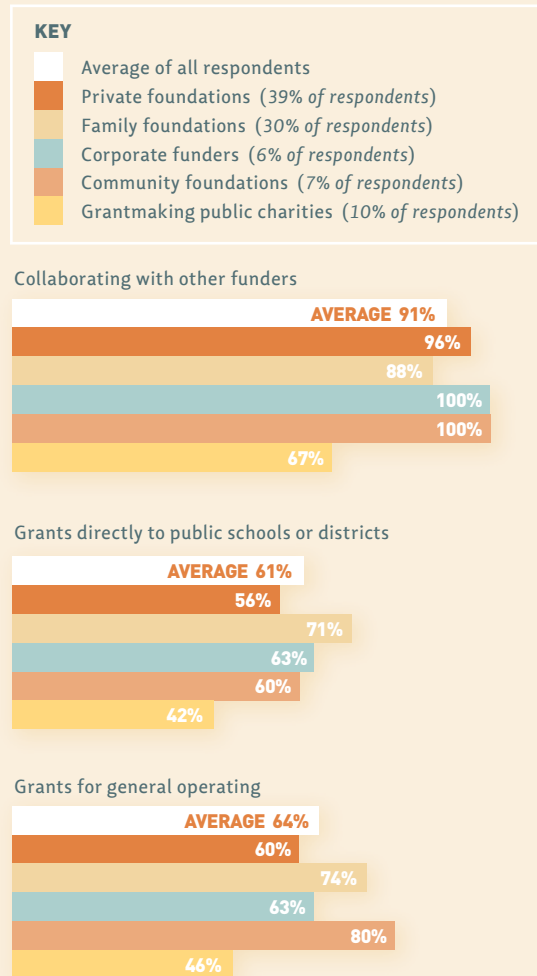 KEY
Average of all respondents
Private foundations (39% of respondents)
Family foundations (30% of respondents)
Corporate funders (6% of respondents)
Community foundations (7% of respondents)
Grantmaking public charities (10% of respondents)
Collaborating with other funders
AVERAGE 91%
96%
88%
100%
100%
67%
Grants directly to public schools or districts
AVERAGE 61%
56%
71%
63%
60%
42%
Grants for general operating
AVERAGE 64%
60%
74%
63%
80%
46%